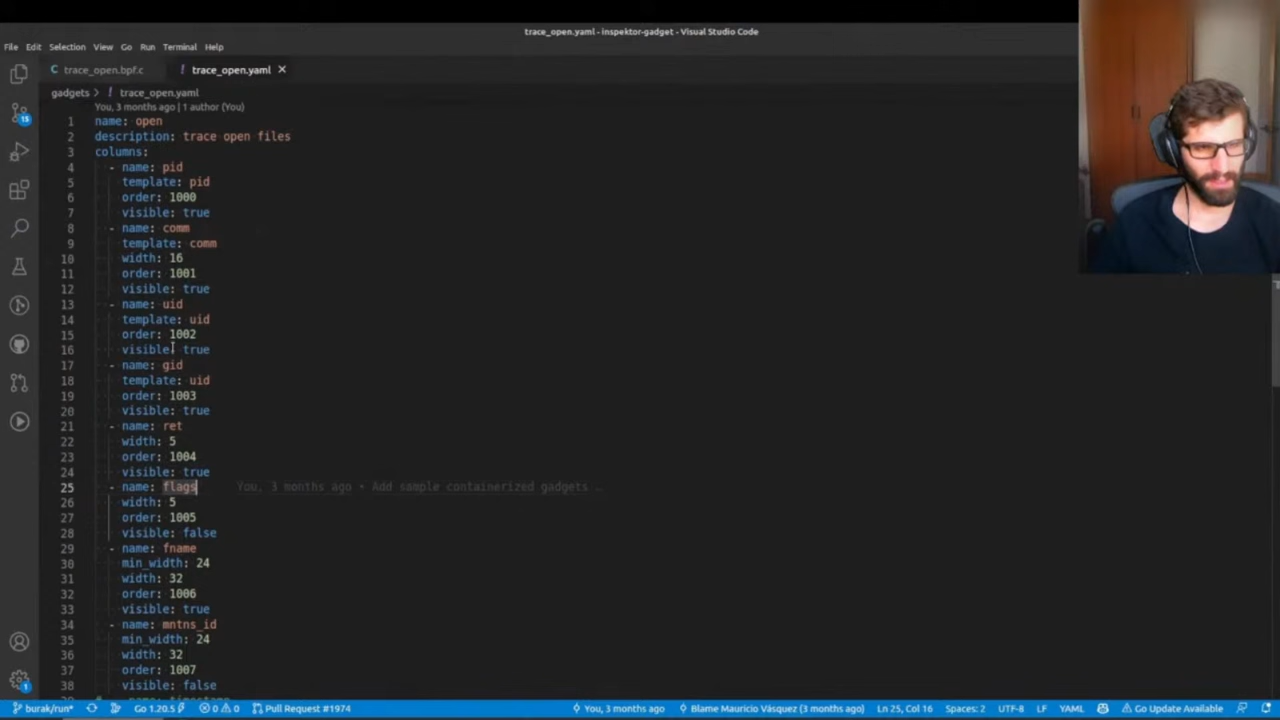 trace_open.yaml - inspektor-gadget - Visual Studio Code
File Edit Selection View Go Run Terminal Help
C trace_open.bpf.c ! trace_open.yaml ×
gadgets > ! trace_open.yaml
You, 3 months ago | 1 author (You)
1 name: open
2 description: trace open files
3 columns:
4 - name: pid
5 template: pid
6 order: 1000
7 visible: true
8 - name: comm
9 template: comm
10 width: 16
11 order: 1001
12 visible: true
13 - name: uid
14 template: uid
15 order: 1002
16 visible: true
17 - name: gid
18 template: uid
19 order: 1003
20 visible: true
21 - name: ret
22 width: 5
23 order: 1004
24 visible: true
25 - name: flags You, 3 months ago • Add sample containerized gadgets …
26 width: 5
27 order: 1005
28 visible: false
29 - name: fname
30 min_width: 24
31 width: 32
32 order: 1006
33 visible: true
34 - name: mntns_id
35 min_width: 24
36 width: 32
37 order: 1007
38 visible: false
15
1
burak/run* Go 1.20.5 0 0 Pull Request #1974 You, 3 months ago Blame Mauricio Vásquez (3 months ago) Ln 25, Col 16 Spaces: 2 UTF-8 LF YAML Go Update Available